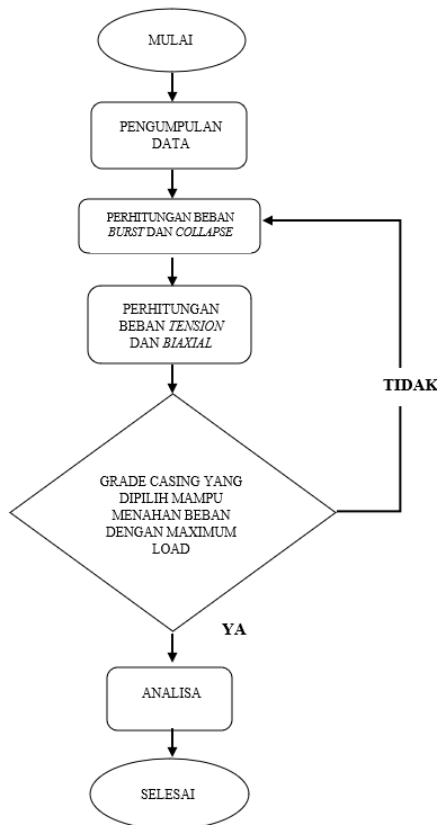 MULAI
PENGUMPULAN
DATA
PERHITUNGAN BEBAN
BURST DAN COLLAPSE
PERHITUNGAN
BEBAN TENSION
DAN BIAXIAL
TIDAK
GRADE CASING YANG
DIPILIH MAMPU
MENAHAN BEBAN
DENGAN MAXIMUM
LOAD
YA
ANALISA
SELESAI